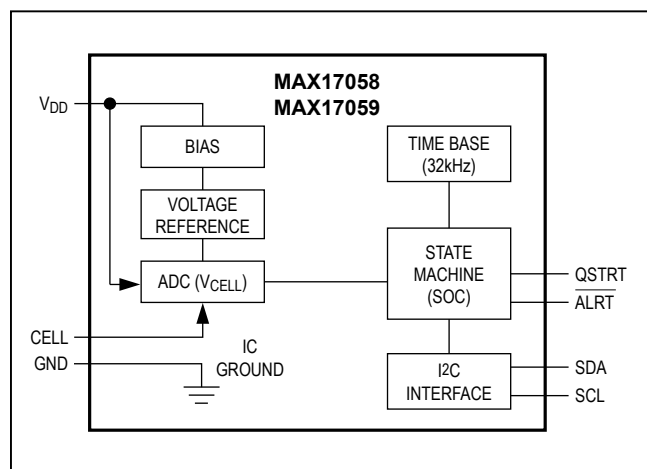 MAX17058
MAX17059
VDD
BIAS
TIME BASE
(32kHz)
VOLTAGE
REFERENCE
ADC (VCELL)
STATE
MACHINE
(SOC)
QSTRT
ALRT
CELL
GND
IC
GROUND
I2C
INTERFACE
SDA
SCL